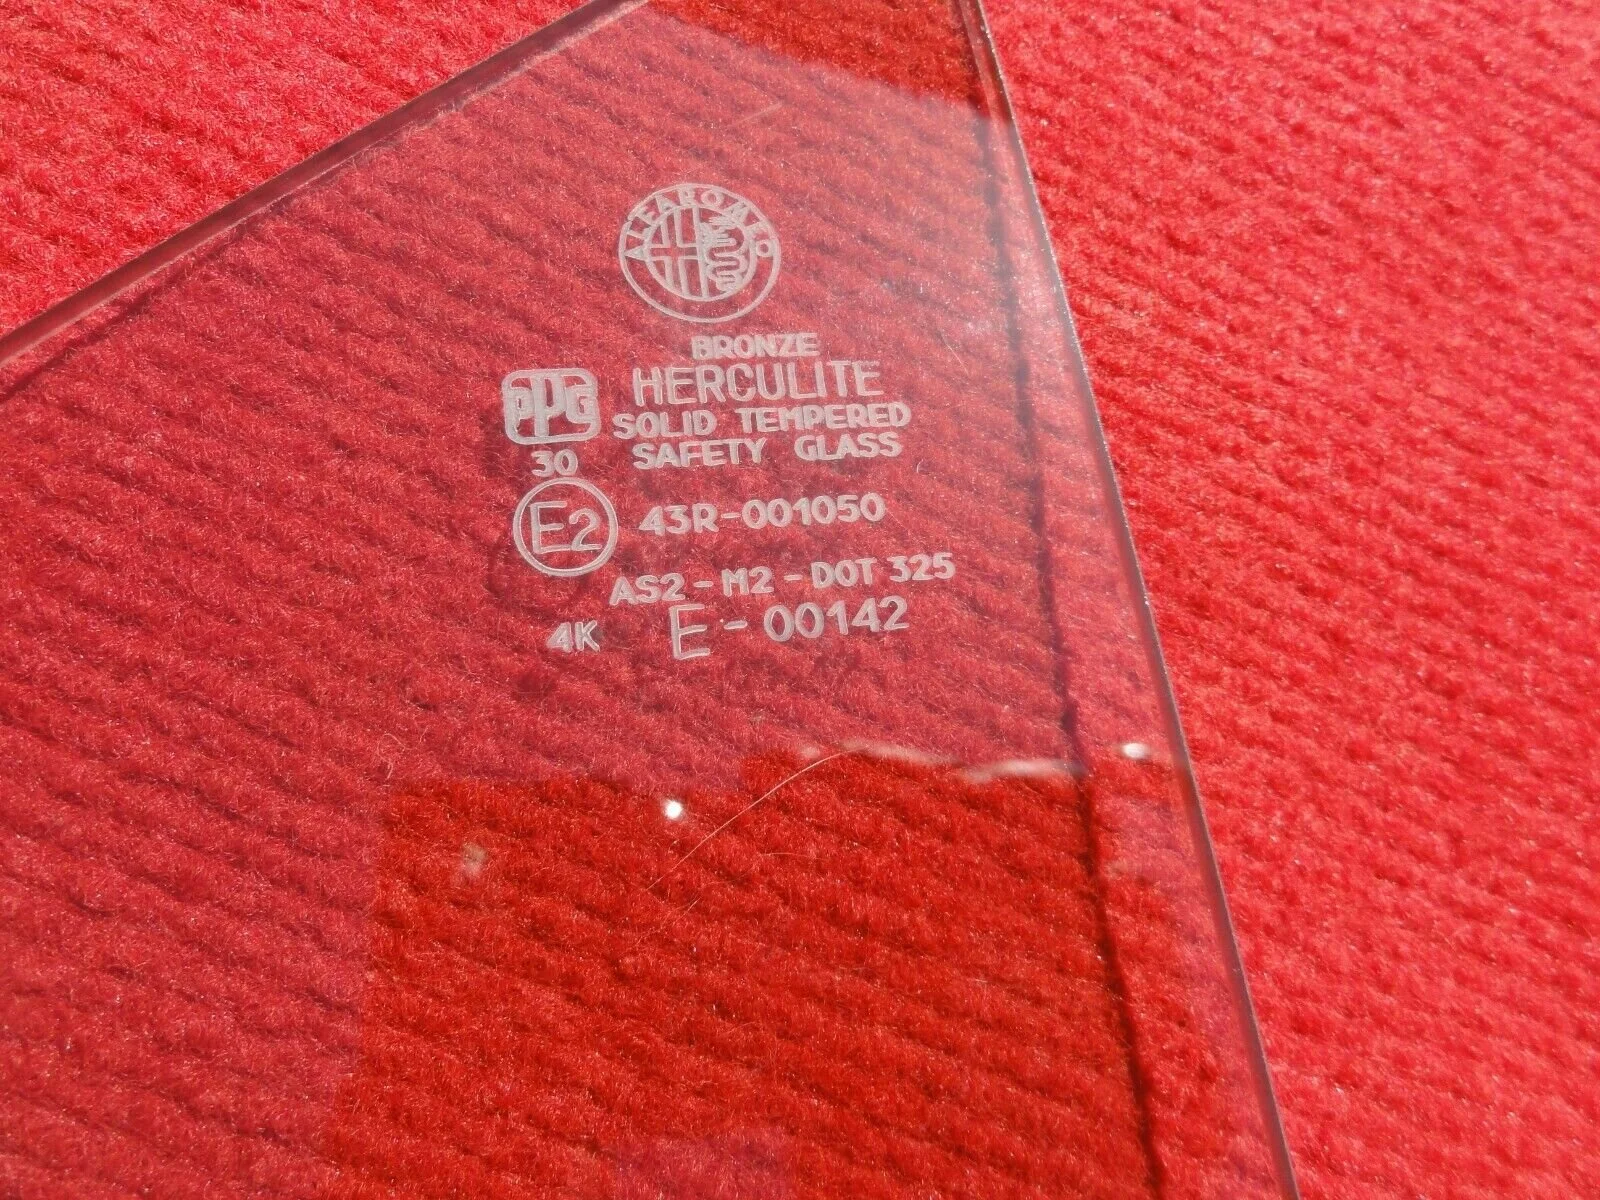 ALFA ROMEO
BRONZE
PPG HERCULITE
SOLID TEMPERED
SAFETY GLASS
30
E2 43R-001050
AS2-M2-DOT 325
4K E-00142